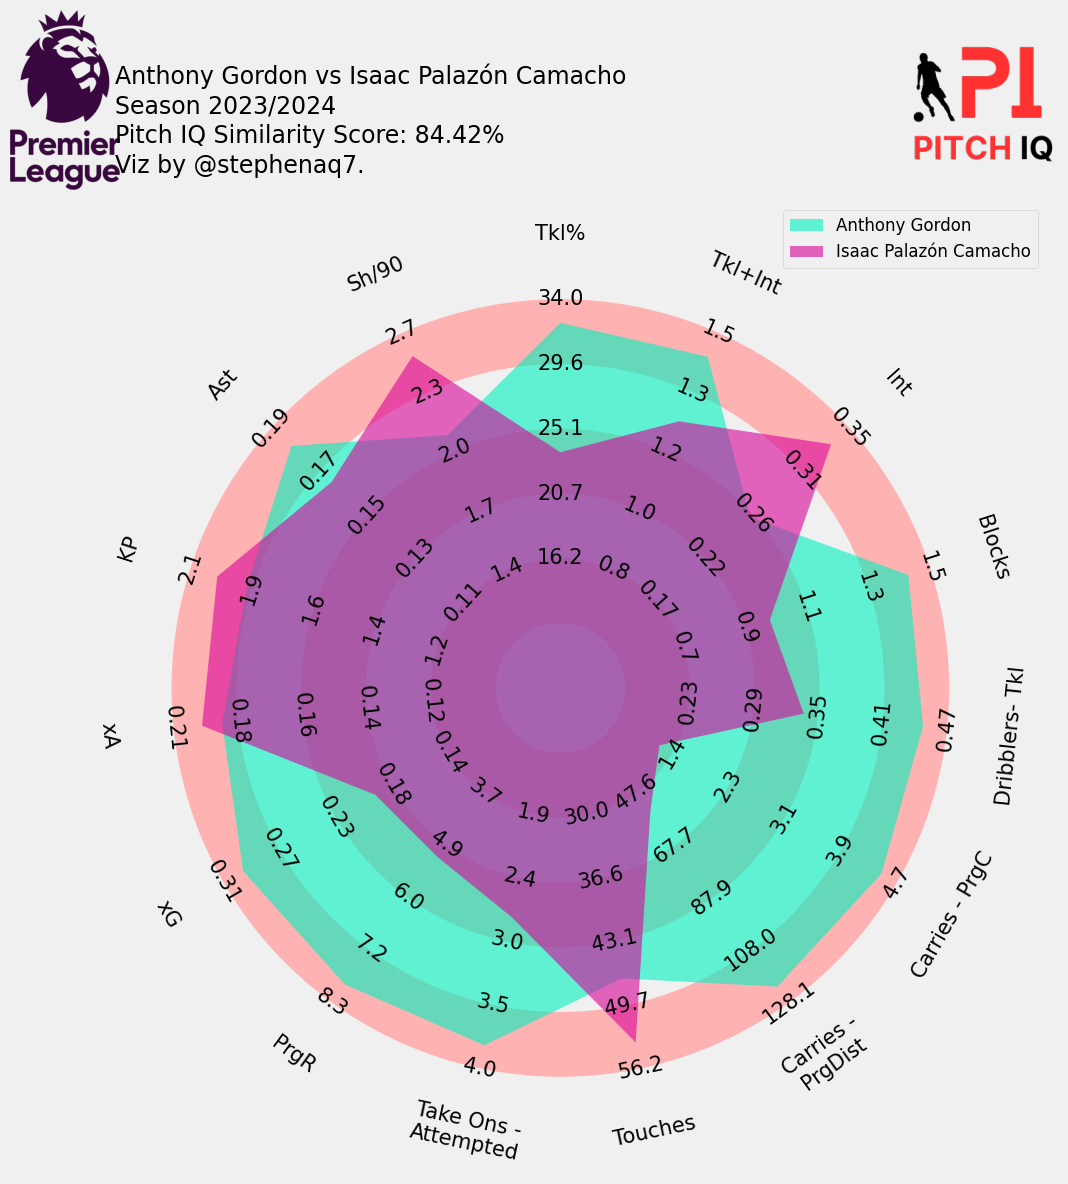 Anthony Gordon vs Isaac Palazón Camacho
Season 2023/2024
Pitch IQ Similarity Score: 84.42%
Viz by @stephenaq7.
Premier
League
PI
PITCH IQ
Anthony Gordon
Isaac Palazón Camacho
Tkl%
34.0
29.6
25.1
20.7
16.2
Tkl+Int
1.5
1.3
1.2
1.0
0.8
Int
0.35
0.31
0.26
0.22
0.17
Blocks
1.5
1.3
1.1
0.9
0.7
Dribblers- Tkl
0.47
0.41
0.35
0.29
0.23
Carries - PrgC
4.7
3.9
3.1
2.3
1.4
Carries -
PrgDist
128.1
108.0
87.9
67.7
47.6
Touches
56.2
49.7
43.1
36.6
30.0
Take Ons -
Attempted
4.0
3.5
3.0
2.4
1.9
PrgR
8.3
7.2
6.0
4.9
3.7
xG
0.31
0.27
0.23
0.18
0.14
xA
0.21
0.18
0.16
0.14
0.12
KP
2.1
1.9
1.6
1.4
1.2
Ast
0.19
0.17
0.15
0.13
0.11
Sh/90
2.7
2.3
2.0
1.7
1.4